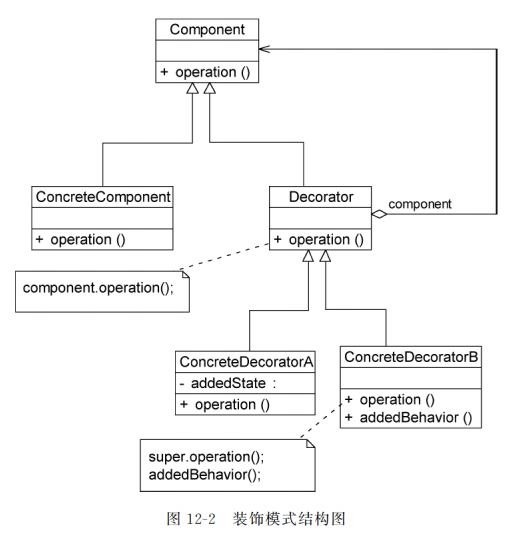 Component
+ operation ()
ConcreteComponent
+ operation ()
Decorator
+ operation ()
component
component.operation();
ConcreteDecoratorA
- addedState :
+ operation ()
ConcreteDecoratorB
+ operation ()
+ addedBehavior ()
super.operation();
addedBehavior();
图 12-2 装饰模式结构图